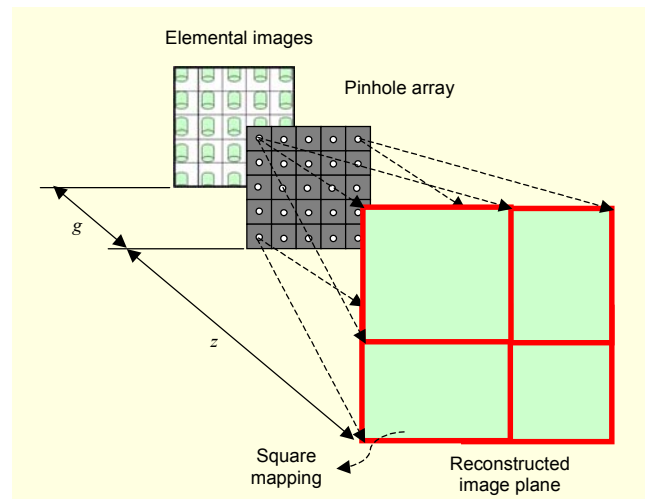 Elemental images
Pinhole array
g
z
Square
mapping
Reconstructed
image plane